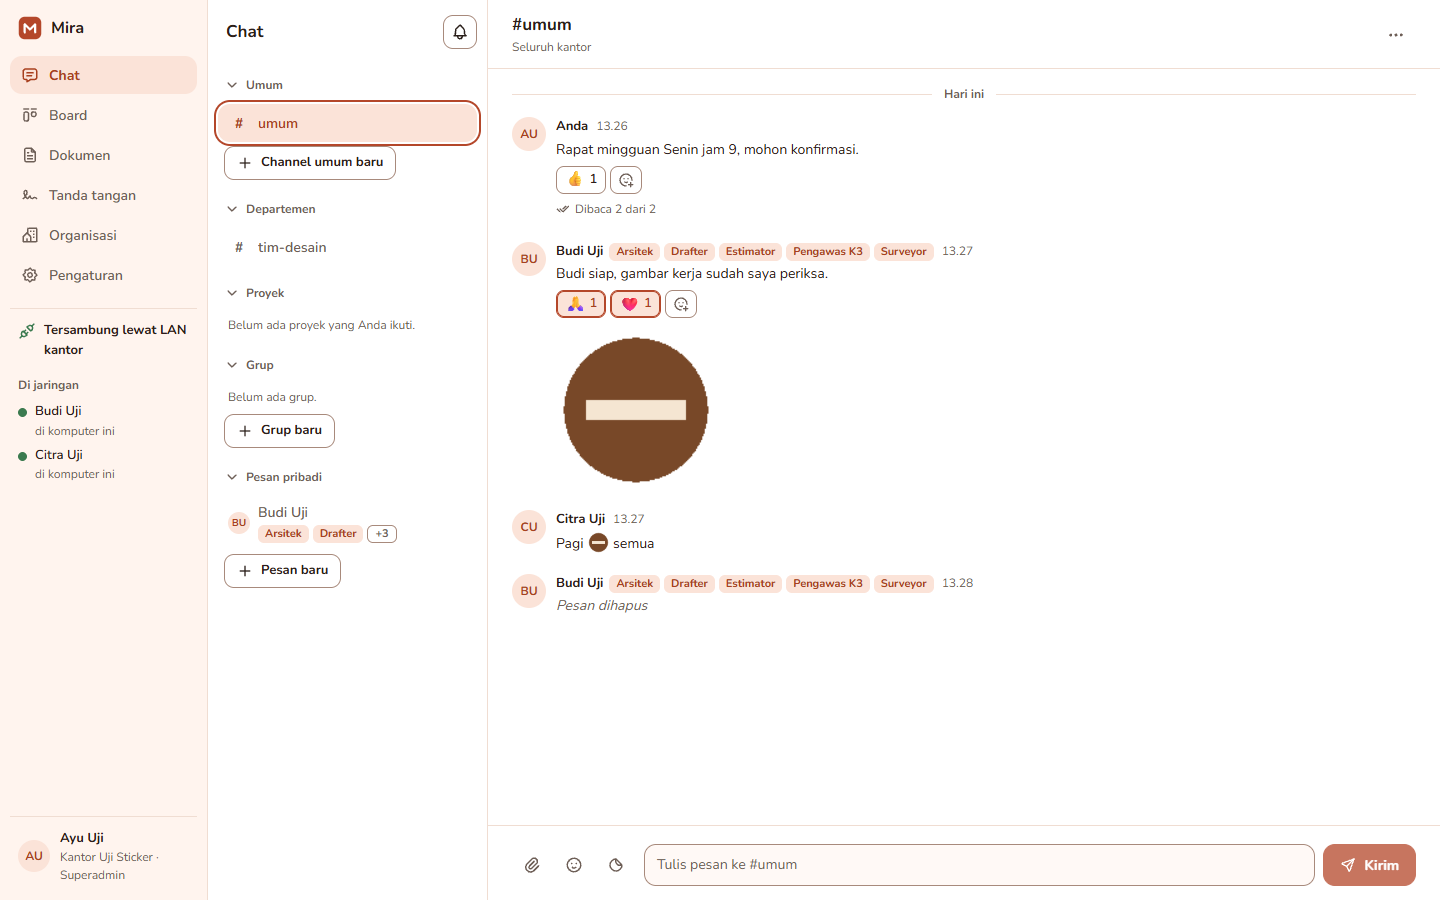 Mira
Chat
Board
Dokumen
Tanda tangan
Organisasi
Pengaturan
Tersambung lewat LAN
kantor
Di jaringan
Budi Uji
di komputer ini
Citra Uji
di komputer ini
AU
Ayu Uji
Kantor Uji Sticker ·
Superadmin
Chat
Umum
# umum
Channel umum baru
Departemen
# tim-desain
Proyek
Belum ada proyek yang Anda ikuti.
Grup
Belum ada grup.
Grup baru
Pesan pribadi
BU Budi Uji
Arsitek Drafter +3
Pesan baru
#umum
Seluruh kantor
Hari ini
AU Anda 13.26
Rapat mingguan Senin jam 9, mohon konfirmasi.
👍 1
Dibaca 2 dari 2
BU Budi Uji Arsitek Drafter Estimator Pengawas K3 Surveyor 13.27
Budi siap, gambar kerja sudah saya periksa.
🙏 1 ❤️ 1
CU Citra Uji 13.27
Pagi semua
BU Budi Uji Arsitek Drafter Estimator Pengawas K3 Surveyor 13.28
Pesan dihapus
Tulis pesan ke #umum
Kirim